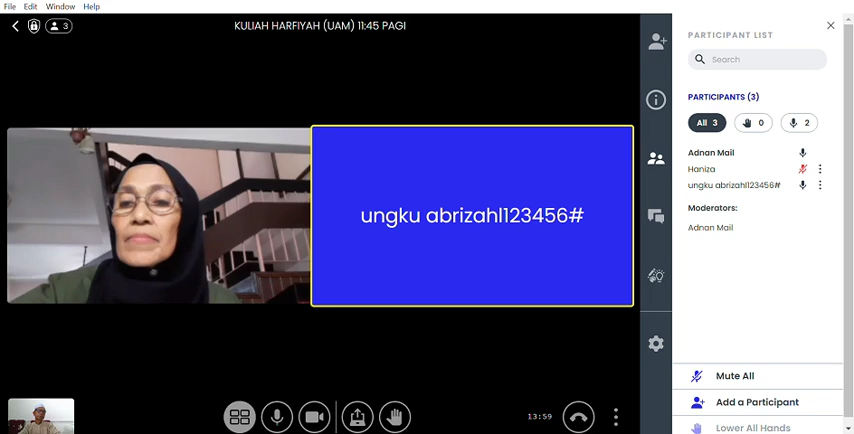 File Edit Window Help
3
KULIAH HARFIYAH (UAM) 11:45 PAGI
ungku abrizahl123456#
13:59
PARTICIPANT LIST
Search
PARTICIPANTS (3)
All 3 0 2
Adnan Mail
Haniza
ungku abrizahl123456#
Moderators:
Adnan Mail
Mute All
Add a Participant
Lower All Hands